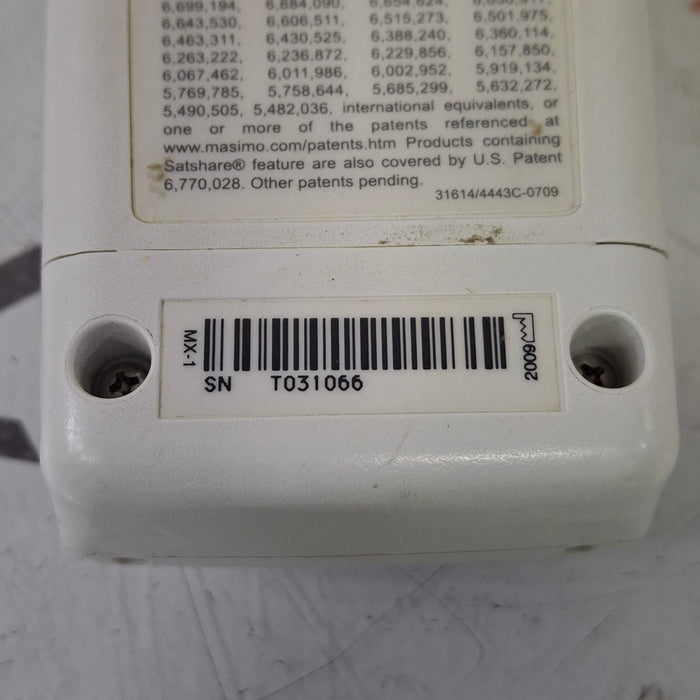 6,699,194, 6,684,090, 6,654,624,
6,643,530, 6,606,511, 6,515,273, 6,501,975,
6,463,311, 6,430,525, 6,388,240, 6,360,114,
6,263,222, 6,236,872, 6,229,856, 6,157,850,
6,067,462, 6,011,986, 6,002,952, 5,919,134,
5,769,785, 5,758,644, 5,685,299, 5,632,272,
5,490,505, 5,482,036, international equivalents, or
one or more of the patents referenced at
www.masimo.com/patents.htm Products containing
Satshare® feature are also covered by U.S. Patent
6,770,028. Other patents pending.
31614/4443C-0709
MX-1
SN T031066
2009